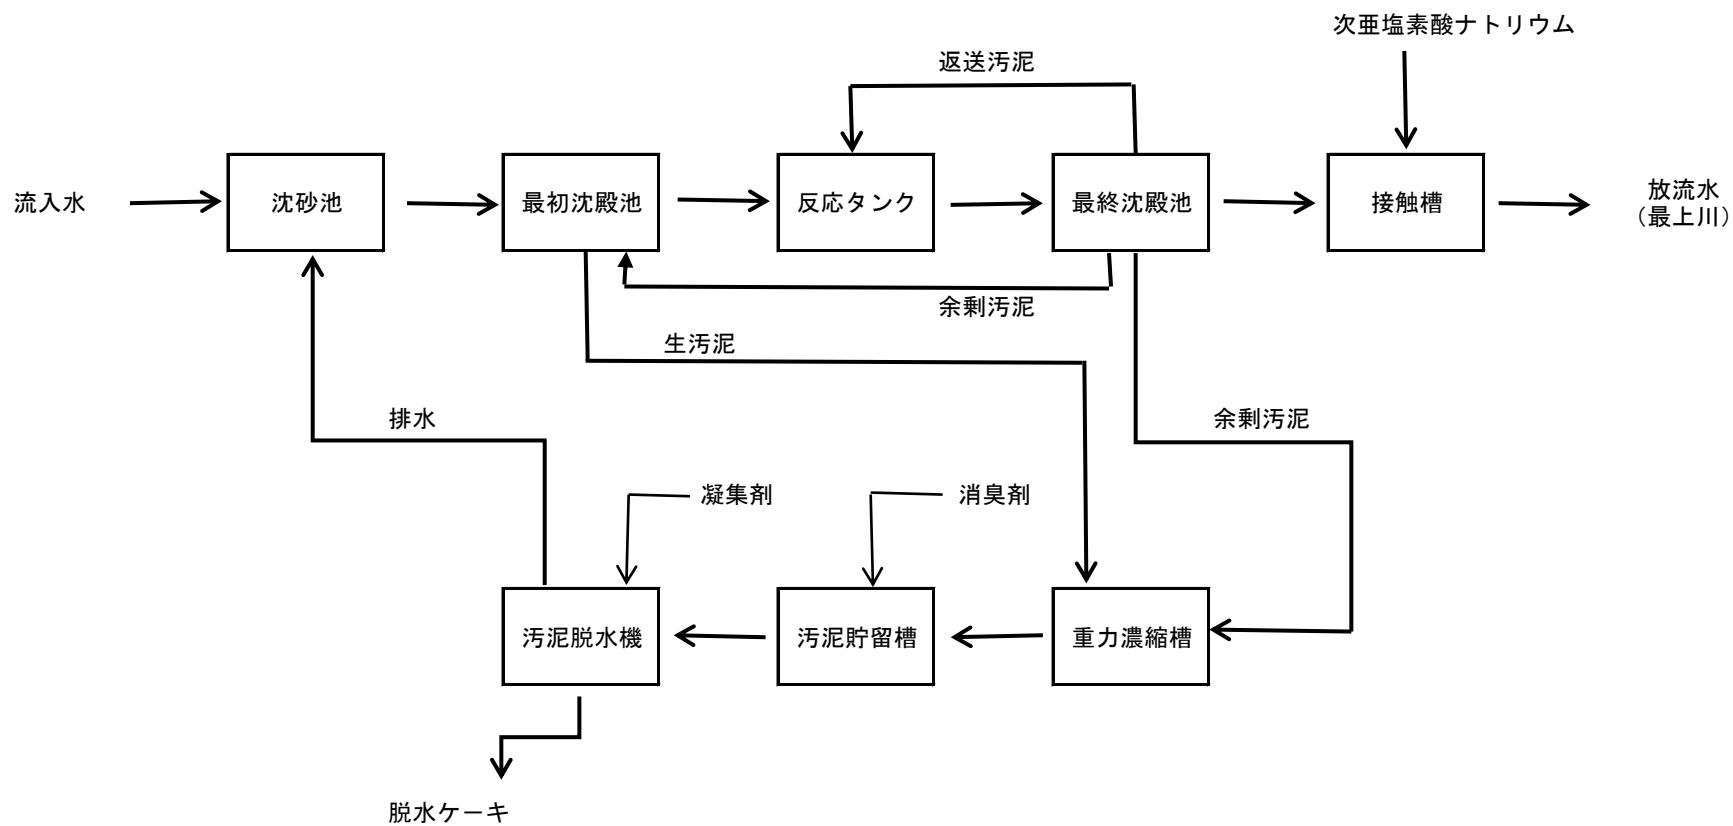 次亜塩素酸ナトリウム
返送汚泥
流入水
沈砂池
最初沈殿池
反応タンク
最終沈殿池
接触槽
放流水
（最上川）
余剰汚泥
生汚泥
排水
余剰汚泥
凝集剤
消臭剤
汚泥脱水機
汚泥貯留槽
重力濃縮槽
脱水ケーキ